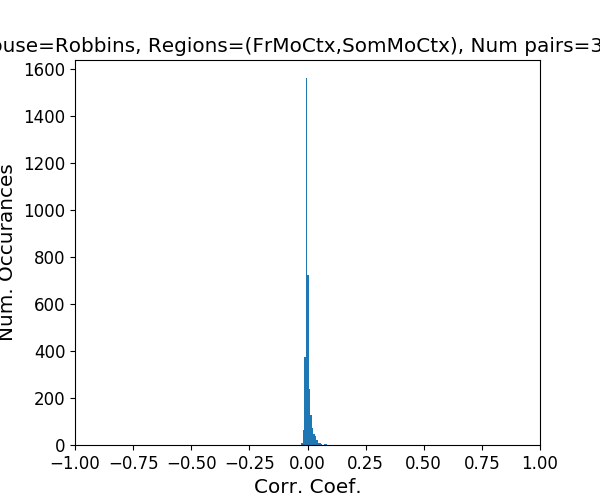 ouse=Robbins, Regions=(FrMoCtx,SomMoCtx), Num pairs=3
1600
1400
1200
1000
800
600
400
200
0
Num. Occurances
−1.00 −0.75 −0.50 −0.25 0.00 0.25 0.50 0.75 1.00
Corr. Coef.